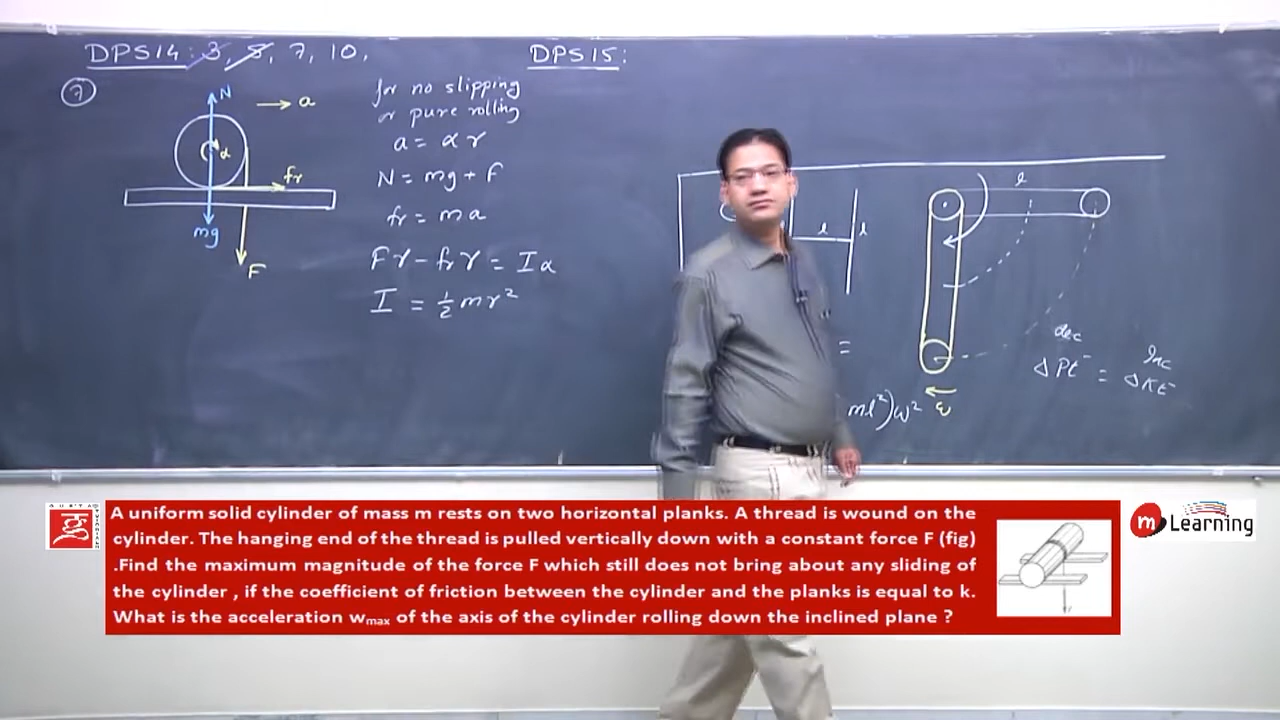 DPS14: 3, 8, 7, 10,
DPS15:
7
N
a
α
fr
mg
F
for no slipping
or pure rolling
a = αr
N = mg + F
fr = ma
Fr - fr r = Iα
I = ½ mr²
l
l
=
ml²)ω²
l
ω
dec
Δ PE = Δ KE
Inc
A uniform solid cylinder of mass m rests on two horizontal planks. A thread is wound on the
cylinder. The hanging end of the thread is pulled vertically down with a constant force F (fig)
.Find the maximum magnitude of the force F which still does not bring about any sliding of
the cylinder , if the coefficient of friction between the cylinder and the planks is equal to k.
What is the acceleration wmax of the axis of the cylinder rolling down the inclined plane ?
m Learning